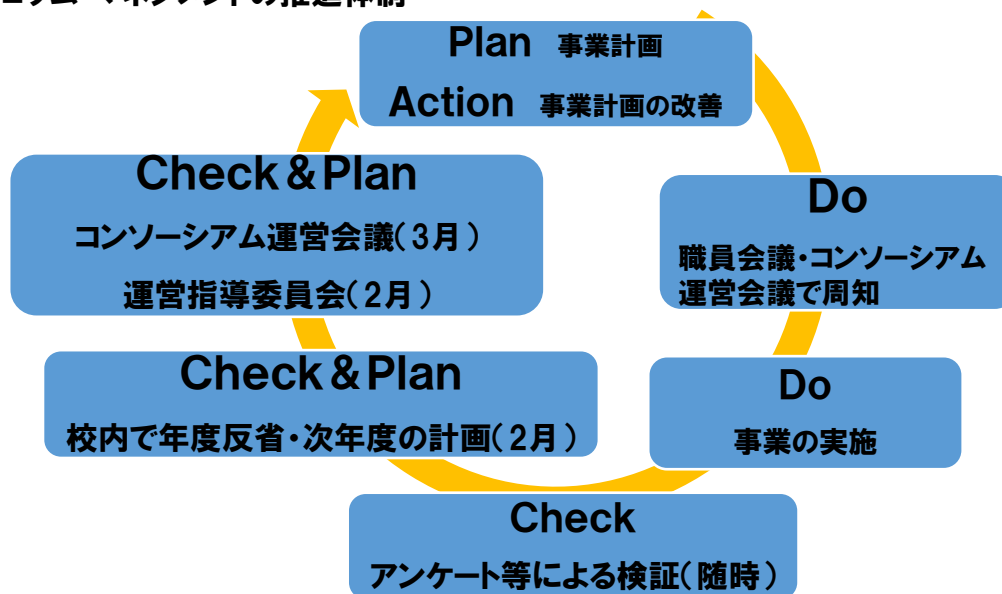 Plan 事業計画
Action 事業計画の改善
Do
職員会議・コンソーシアム
運営会議で周知
Do
事業の実施
Check
アンケート等による検証(随時)
Check&Plan
校内で年度反省・次年度の計画(2月)
Check&Plan
コンソーシアム運営会議(3月)
運営指導委員会(2月)